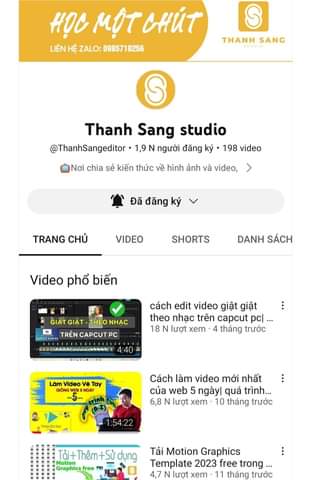 HỌC MỘT CHÚT
LIÊN HỆ ZALO: 0985710256
THANH SANG
Thanh Sang studio
@ThanhSangeditor • 1,9 N người đăng ký • 198 video
Nơi chia sẻ kiến thức về hình ảnh và video,
Đã đăng ký
TRANG CHỦ VIDEO SHORTS DANH SÁCH
Video phổ biến
GIẬT GIẬT - THEO NHẠC
TRÊN CAPCUT PC
4:40
cách edit video giật giật
theo nhạc trên capcut pc| ...
18 N lượt xem · 4 tháng trước
Làm Video Vẽ Tay
GIỐNG WEB 5 NGÀY
1:54:22
Cách làm video mới nhất
của web 5 ngày| quá trình...
6,8 N lượt xem · 10 tháng trước
Tải+Thêm+Sử dụng
Motion
Graphics free
Tải Motion Graphics
Template 2023 free trong ...
4,7 N lượt xem · 11 tháng trước